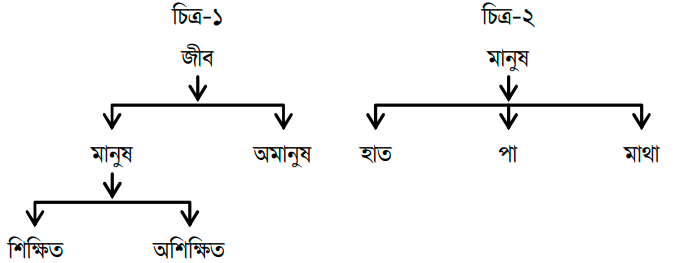 চিত্র-১
জীব
মানুষ অমানুষ
শিক্ষিত অশিক্ষিত
চিত্র-২
মানুষ
হাত পা মাথা